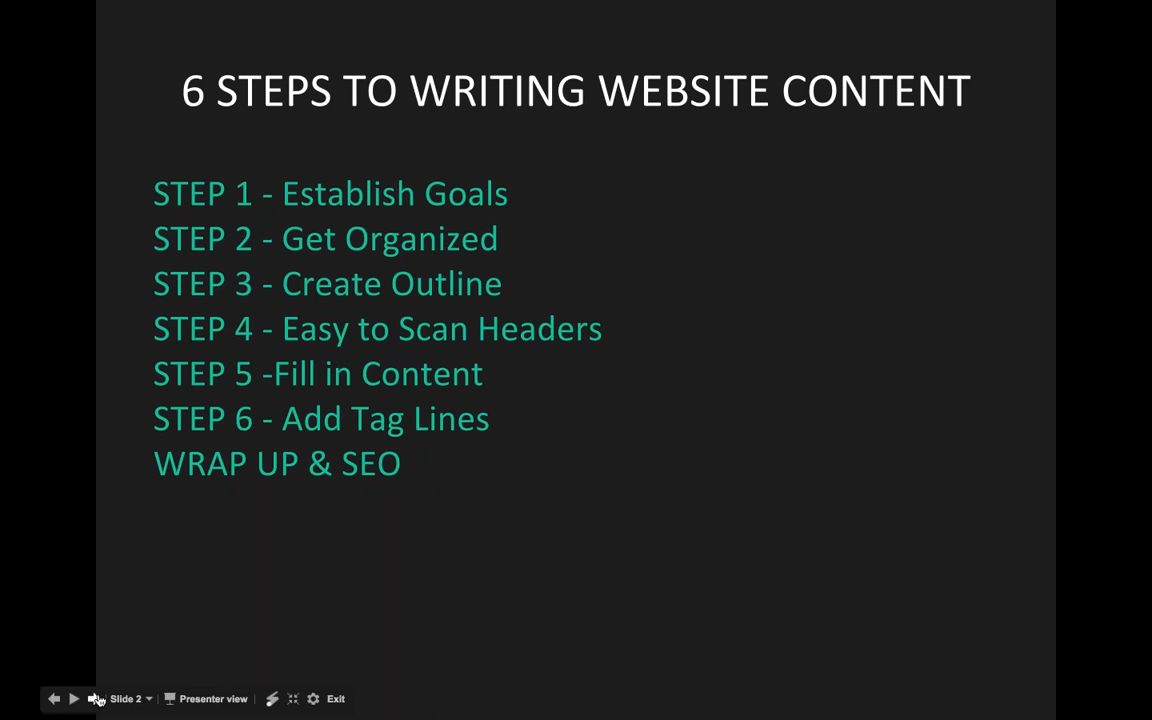 6 STEPS TO WRITING WEBSITE CONTENT
STEP 1 - Establish Goals
STEP 2 - Get Organized
STEP 3 - Create Outline
STEP 4 - Easy to Scan Headers
STEP 5 -Fill in Content
STEP 6 - Add Tag Lines
WRAP UP & SEO
Slide 2 Presenter view Exit